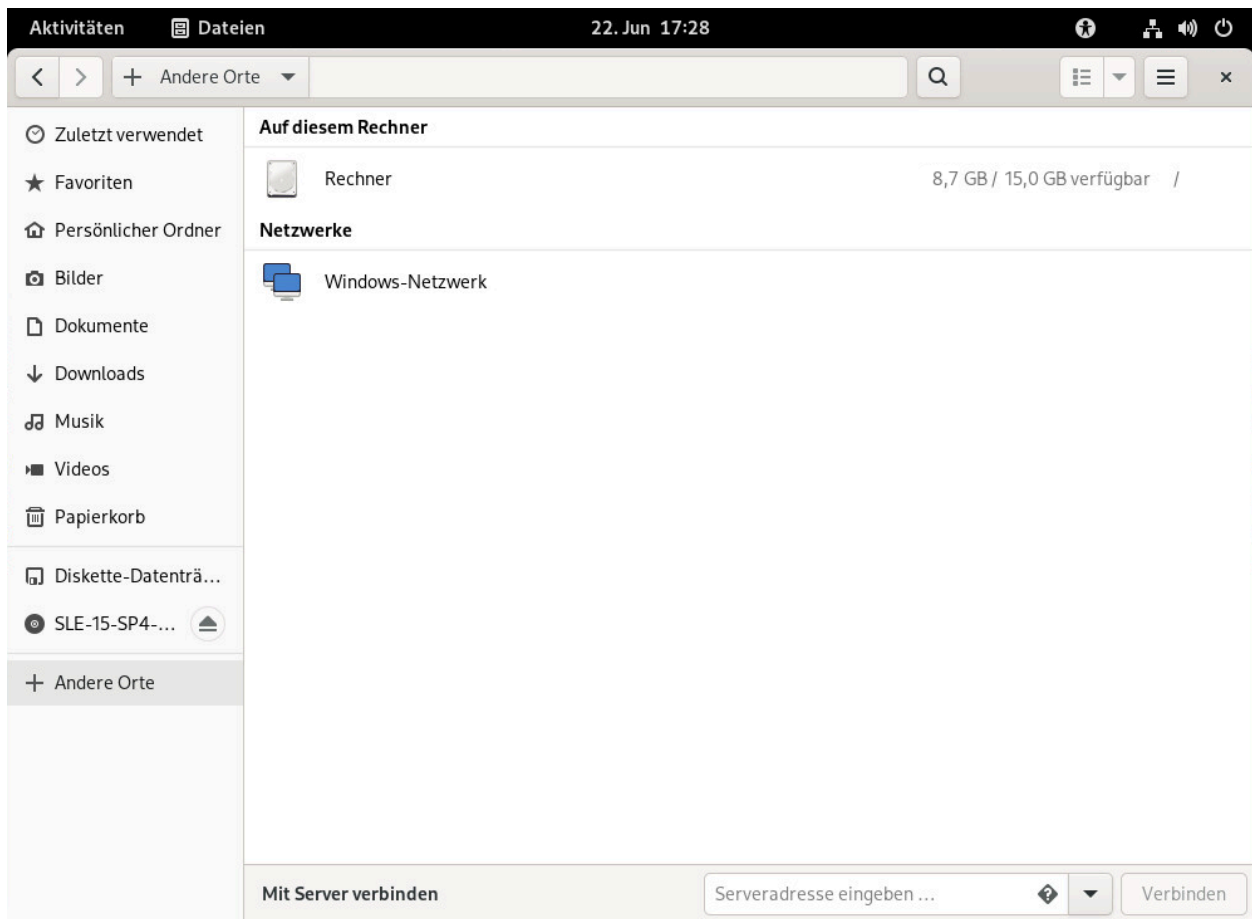 Aktivitäten Dateien 22. Jun 17:28
Andere Orte
Zuletzt verwendet
Favoriten
Persönlicher Ordner
Bilder
Dokumente
Downloads
Musik
Videos
Papierkorb
Diskette-Datenträ...
SLE-15-SP4-...
Andere Orte
Auf diesem Rechner
Rechner 8,7 GB / 15,0 GB verfügbar /
Netzwerke
Windows-Netzwerk
Mit Server verbinden Serveradresse eingeben ... Verbinden